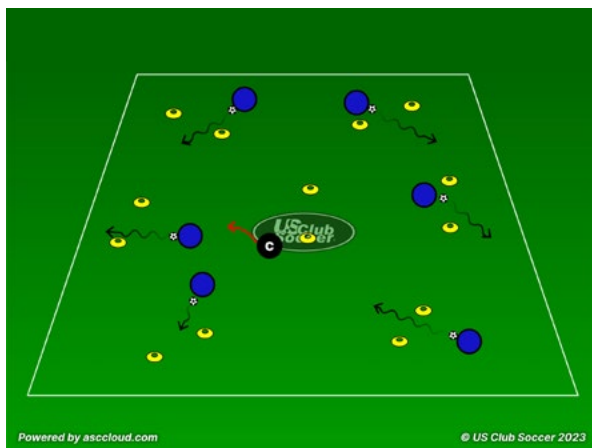 US Club
Soccer
C
Powered by asccloud.com
© US Club Soccer 2023